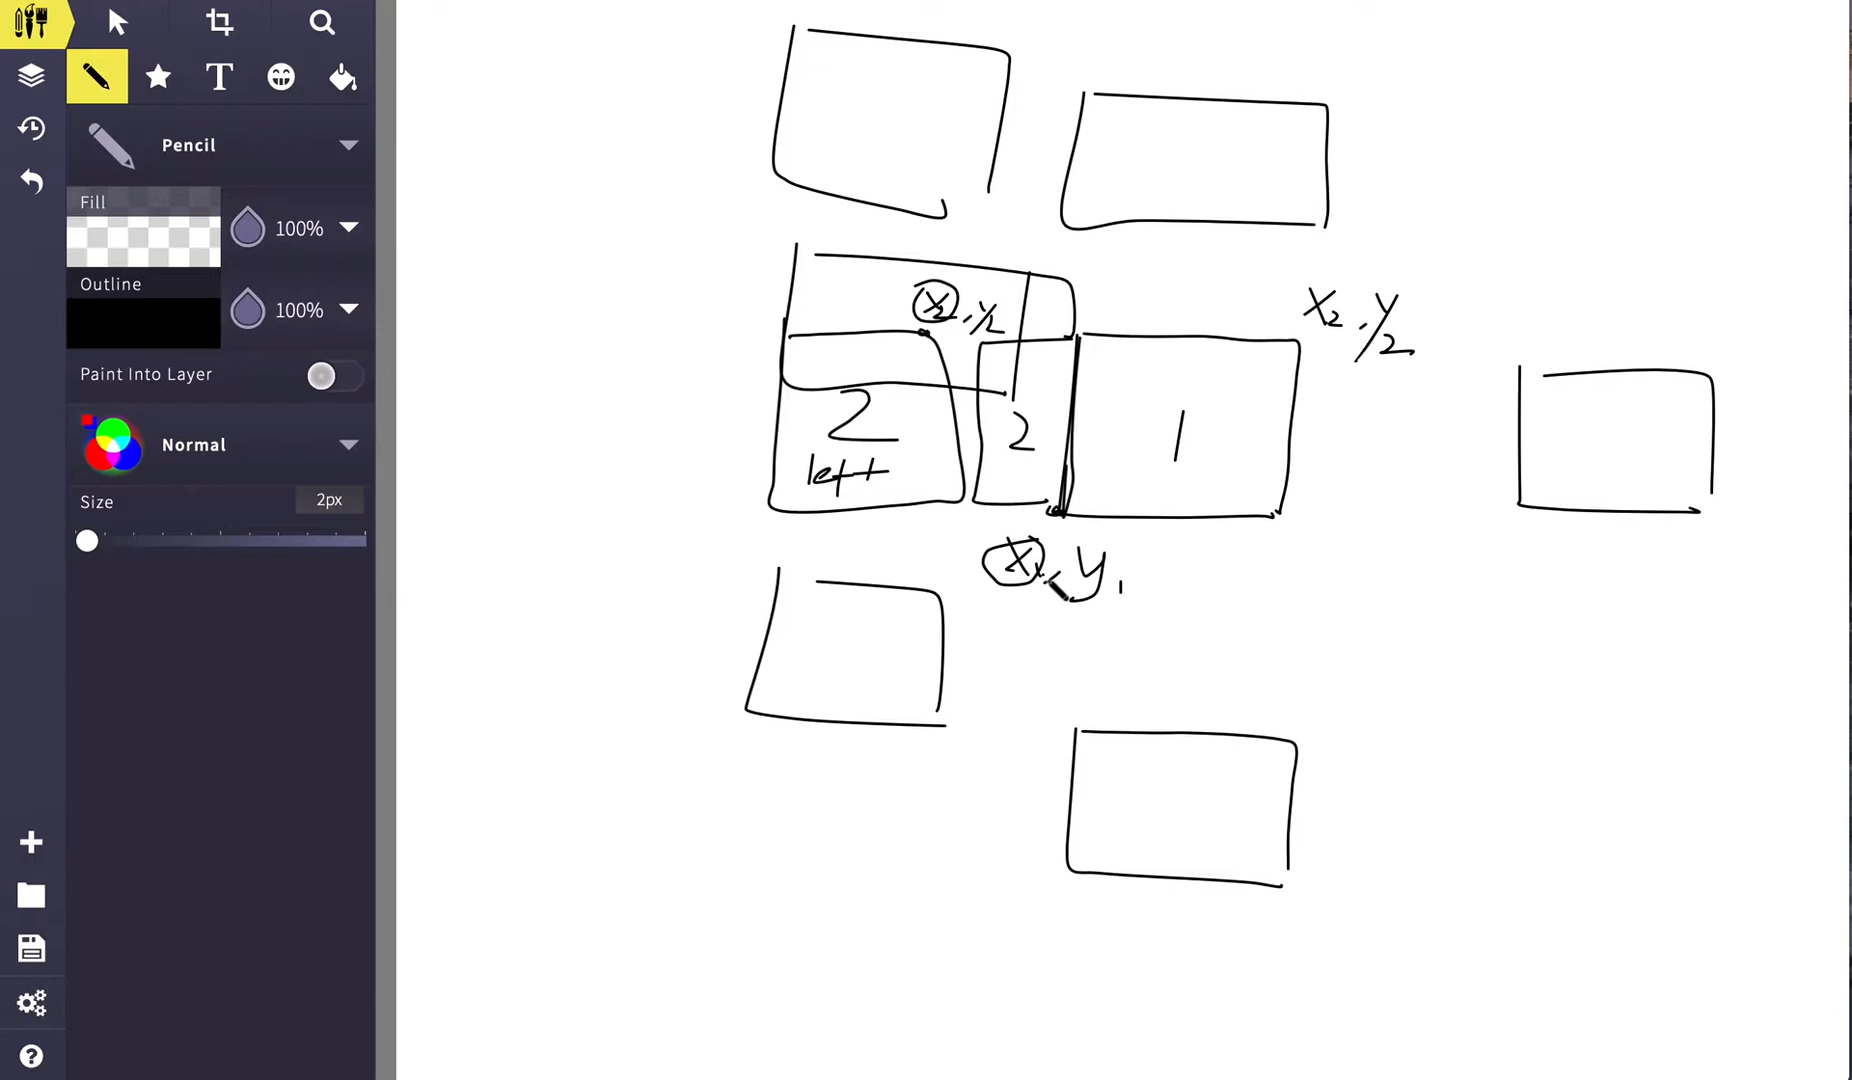 T
Pencil
Fill
100%
Outline
100%
Paint Into Layer
Normal
Size
2px
x₂, y₂
x₂, y₂
2
left
2
1
x₁, y₁
?